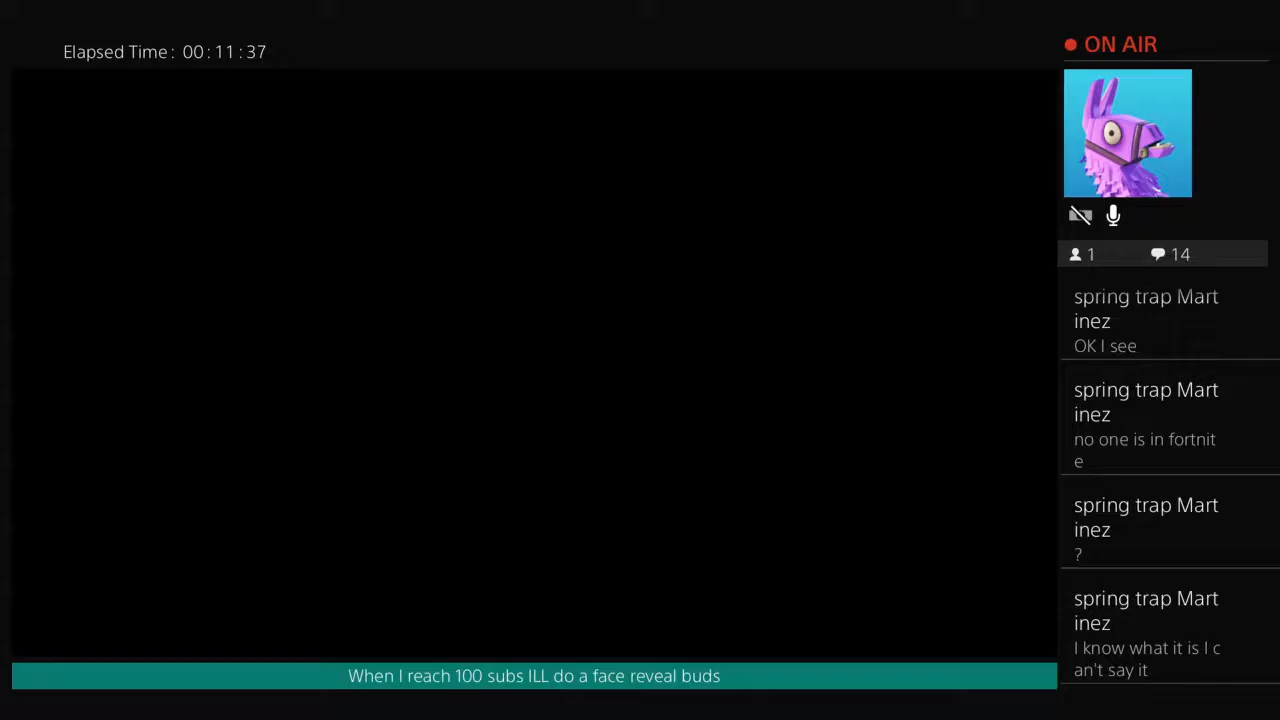 Elapsed Time: 00:11:37
ON AIR
1 14
spring trap Mart
inez
OK I see
spring trap Mart
inez
no one is in fortnit
e
spring trap Mart
inez
?
spring trap Mart
inez
I know what it is I c
an't say it
When I reach 100 subs ILL do a face reveal buds